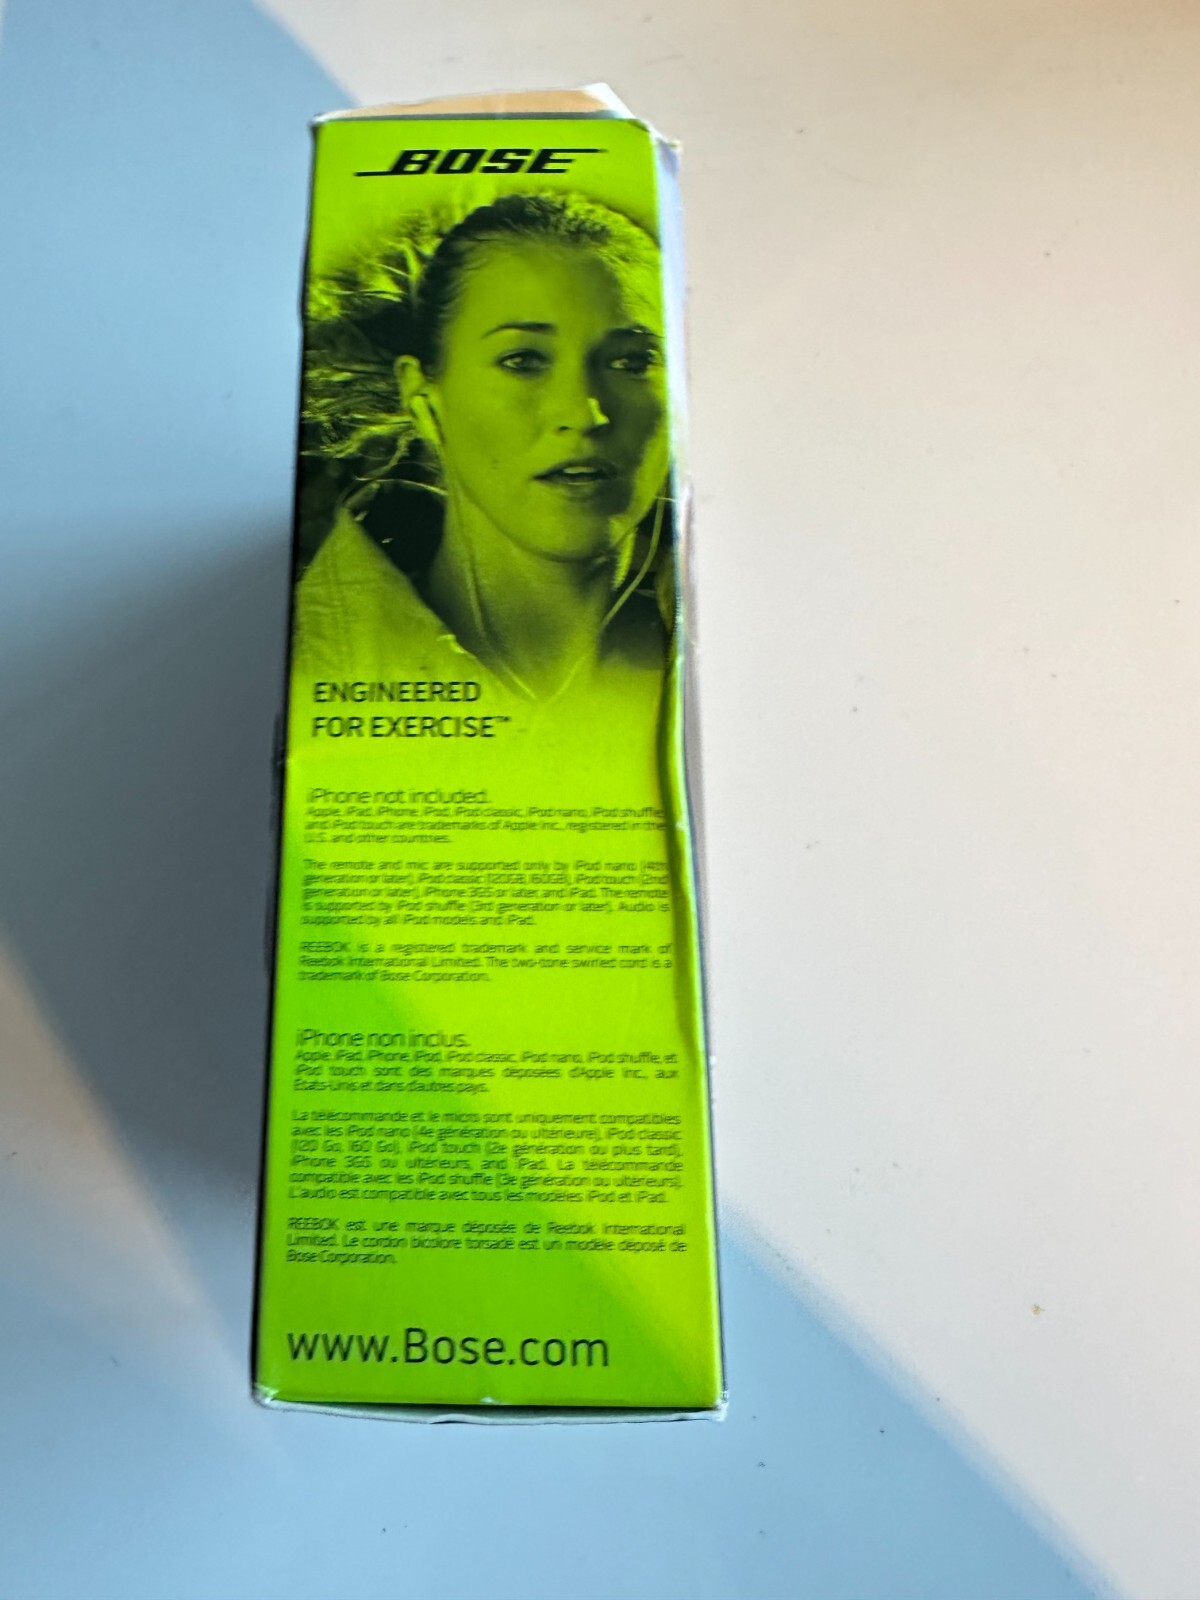 BOSE
ENGINEERED
FOR EXERCISE™
iPhone not included.
Apple, iPad, iPhone, iPod, iPod classic, iPod nano, iPod shuffle,
and iPod touch are trademarks of Apple Inc., registered in the
U.S. and other countries.
The remote and mic are supported only by iPod nano (4th
generation or later), iPod classic (120GB, 160GB), iPod touch (2nd
generation or later), iPhone 3GS or later, and iPad. The remote
is supported by iPod shuffle (3rd generation or later). Audio is
supported by all iPod models and iPad.
REEBOK is a registered trademark and service mark of
Reebok International Limited. The two-tone swirled cord is a
trademark of Bose Corporation.
iPhone non inclus.
Apple, iPad, iPhone, iPod, iPod classic, iPod nano, iPod shuffle, et
iPod touch sont des marques déposées d'Apple Inc., aux
États-Unis et dans d'autres pays.
La télécommande et le micro sont uniquement compatibles
avec les iPod nano (4e génération ou ultérieure), iPod classic
(120 Go, 160 Go), iPod touch (2e génération ou plus tard),
iPhone 3GS ou ultérieurs, and iPad. La télécommande
compatible avec les iPod shuffle (3e génération ou ultérieurs).
L'audio est compatible avec tous les modèles iPod et iPad.
REEBOK est une marque déposée de Reebok International
Limited. Le cordon bicolore torsadé est un modèle déposé de
Bose Corporation.
www.Bose.com